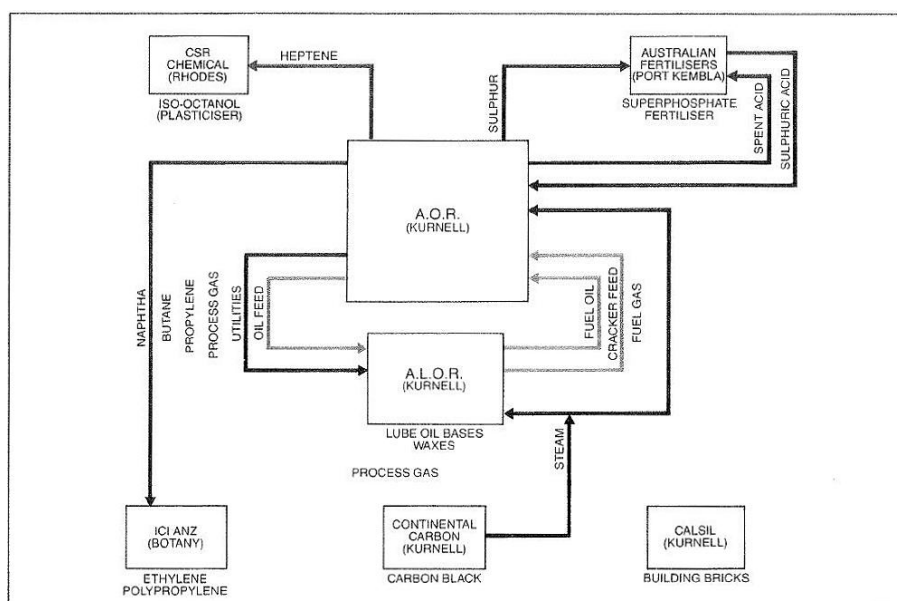 CSR
CHEMICAL
(RHODES)
ISO-OCTANOL
(PLASTICISER)
HEPTENE
SULPHUR
AUSTRALIAN
FERTILISERS
(PORT KEMBLA)
SUPERPHOSPHATE
FERTILISER
SPENT ACID
SULPHURIC ACID
A.O.R.
(KURNELL)
NAPHTHA
BUTANE
PROPYLENE
PROCESS GAS
UTILITIES
OIL FEED
FUEL OIL
CRACKER FEED
FUEL GAS
A.L.O.R.
(KURNELL)
LUBE OIL BASES
WAXES
PROCESS GAS
STEAM
ICI ANZ
(BOTANY)
ETHYLENE
POLYPROPYLENE
CONTINENTAL
CARBON
(KURNELL)
CARBON BLACK
CALSIL
(KURNELL)
BUILDING BRICKS